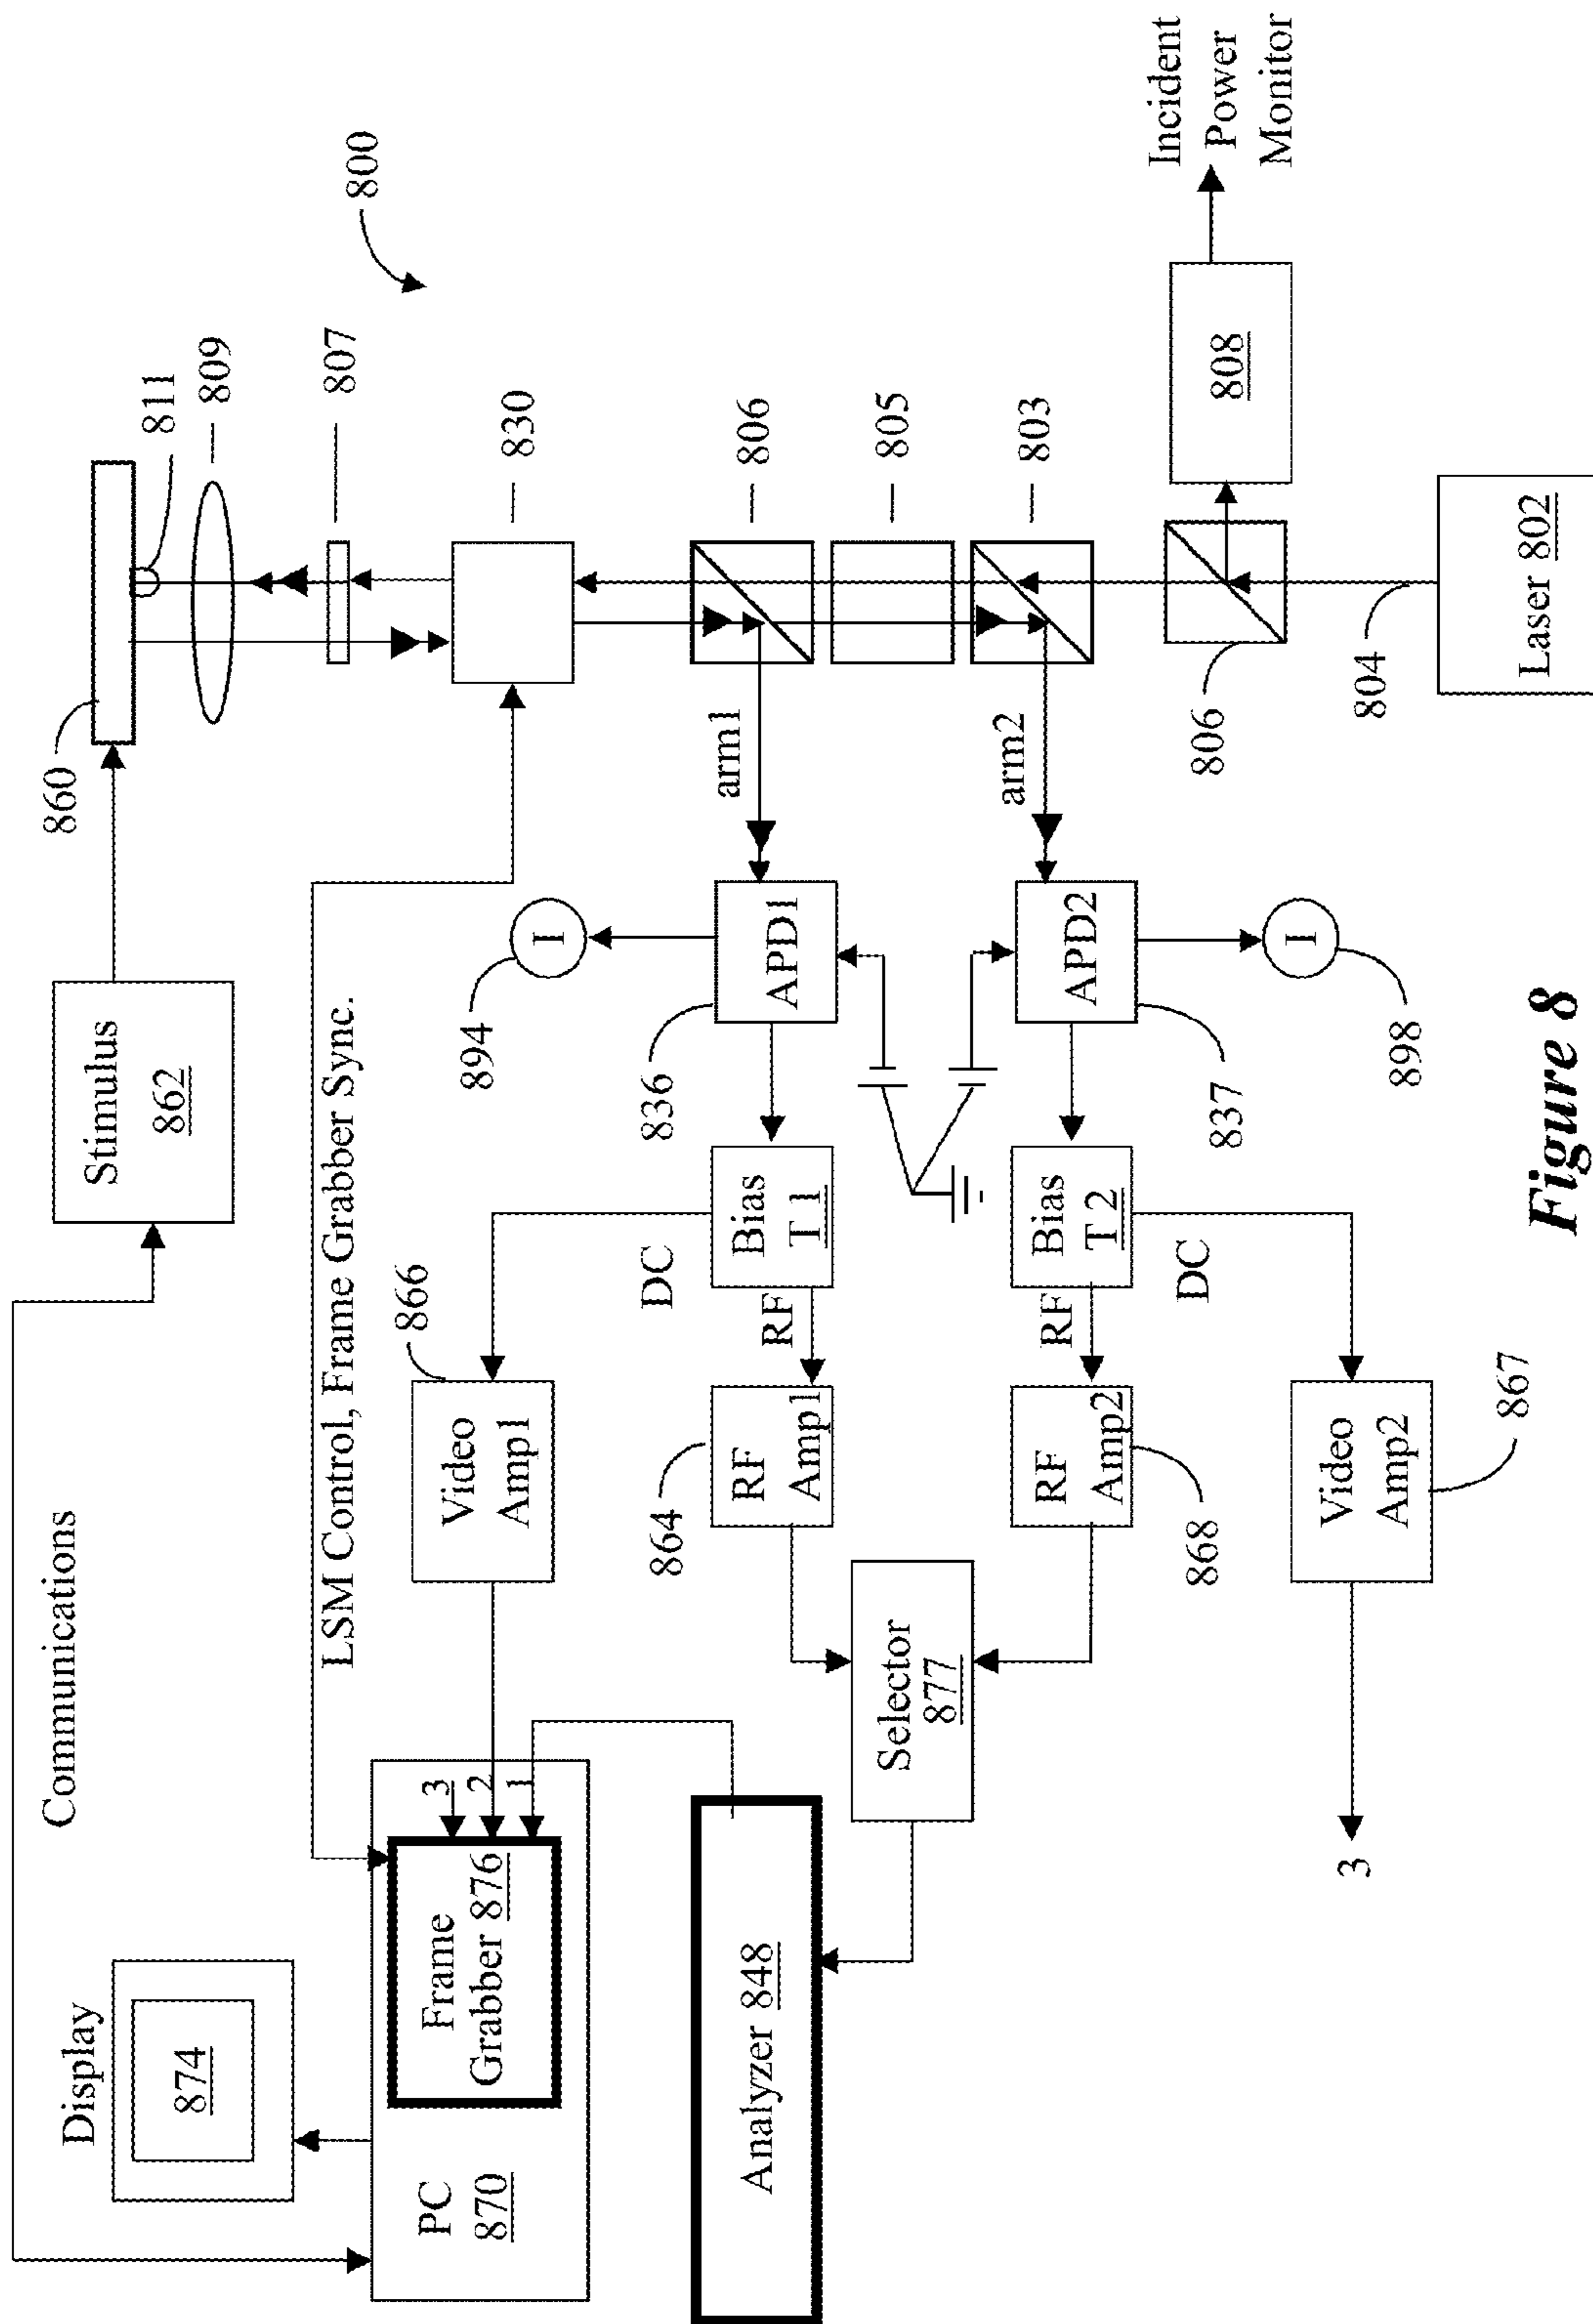 Communications
Display
874
Stimulus
862
860
811
809
807
800
LSM Control, Frame Grabber Sync.
830
PC
870
Frame
Grabber 876
3
2
1
Video
Amp1
866
894
I
806
arm1
DC
Bias
T 1
836
APD1
805
Analyzer 848
864
RF
Amp1
RF
Selector
877
803
arm2
RF
Amp2
868
RF
Bias
T 2
DC
APD2
837
I
898
806
808
Incident
Power
Monitor
3
Video
Amp2
867
804
Laser 802
Figure 8